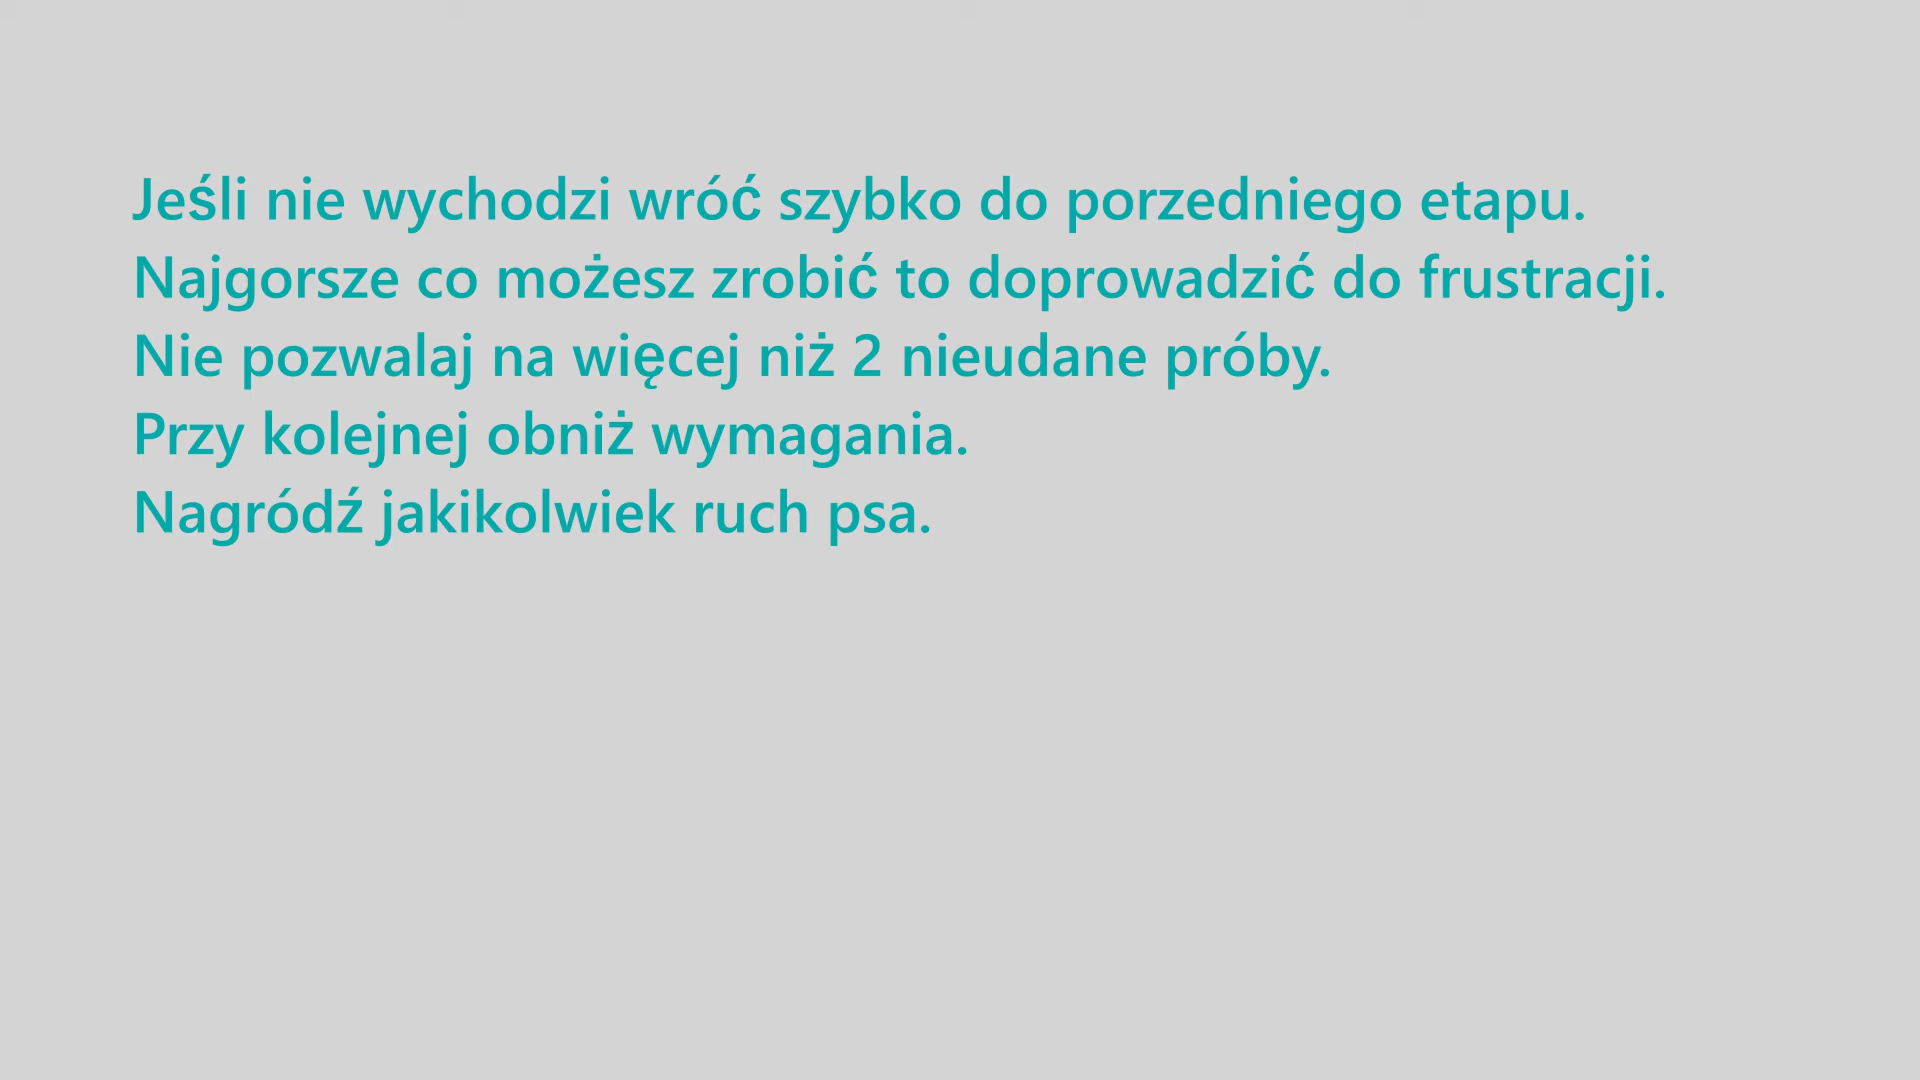 Jeśli nie wychodzi wróć szybko do porzedniego etapu.
Najgorsze co możesz zrobić to doprowadzić do frustracji.
Nie pozwalaj na więcej niż 2 nieudane próby.
Przy kolejnej obniż wymagania.
Nagródź jakikolwiek ruch psa.